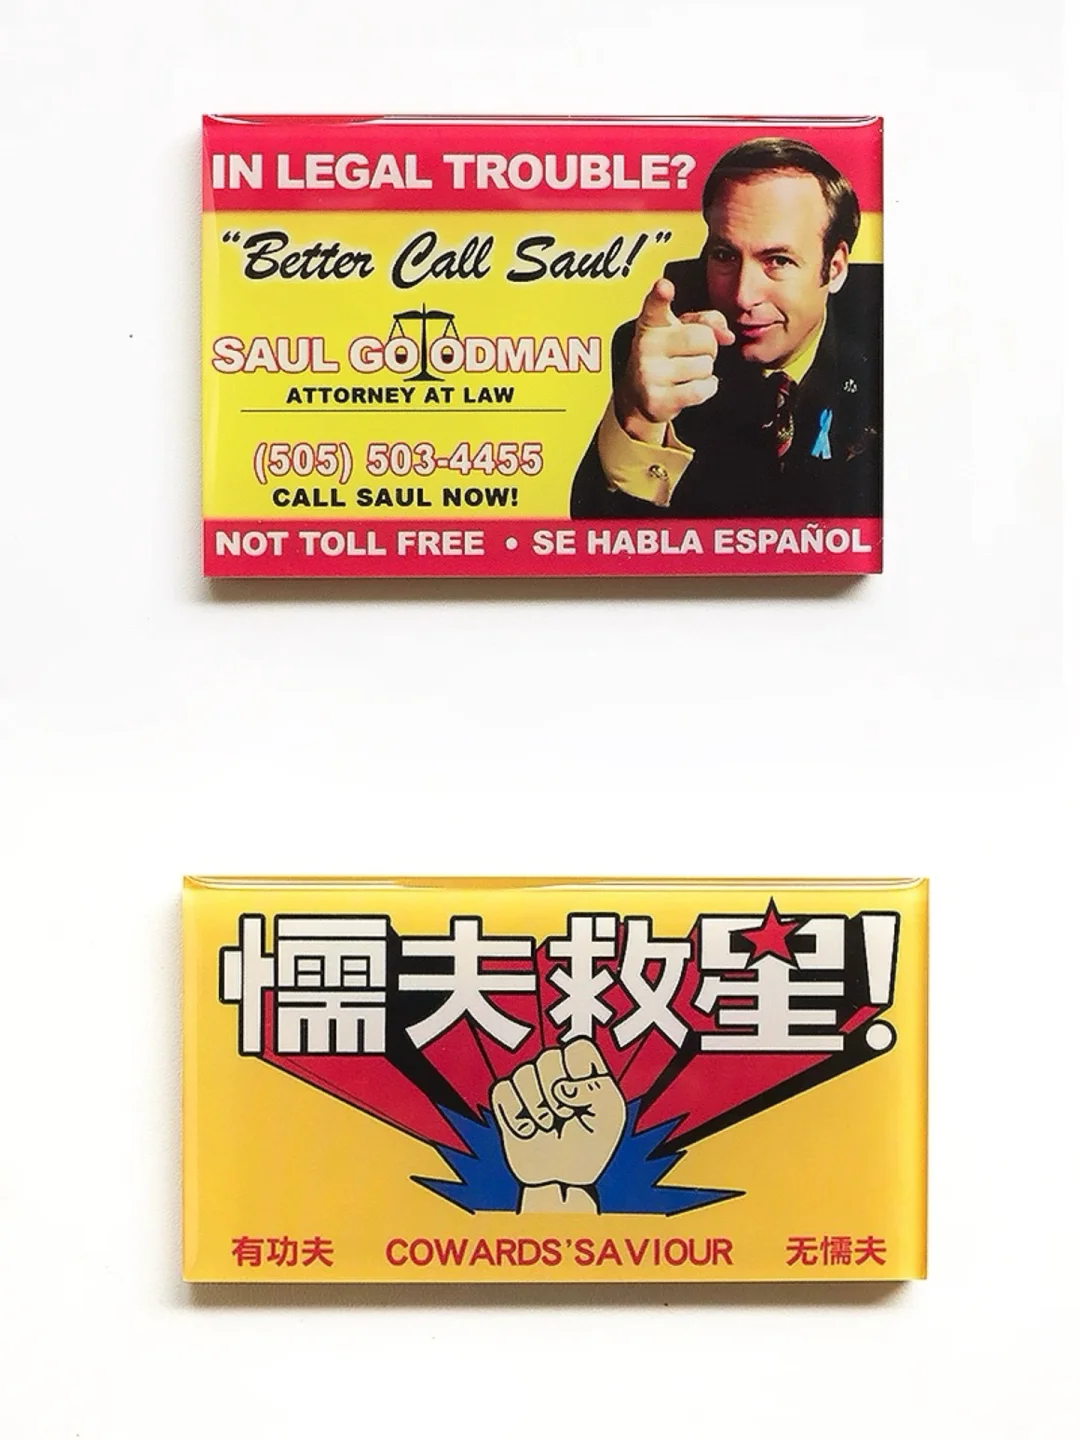 IN LEGAL TROUBLE?
"Better Call Saul!"
SAUL GOODMAN
ATTORNEY AT LAW
(505) 503-4455
CALL SAUL NOW!
NOT TOLL FREE • SE HABLA ESPAÑOL
懦夫救星!
有功夫 COWARDS'SAVIOUR 无懦夫